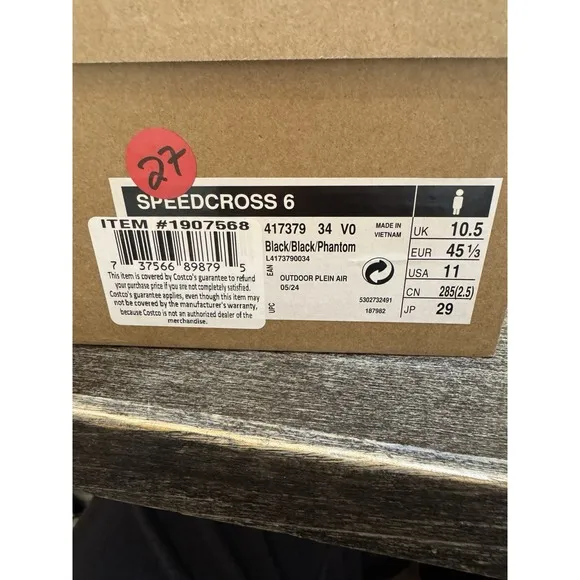 27
SPEEDCROSS 6
ITEM #1907568
7 37566 89879 5
This item is covered by Costco's guarantee to refund
your purchase price if you are not completely satisfied.
Costco's guarantee applies, even though this item may
not be covered by the manufacturer's warranty,
because Costco is not an authorized dealer of the
merchandise.
417379 34 V0
MADE IN
VIETNAM
Black/Black/Phantom
L4173790034
EAN
OUTDOOR PLEIN AIR
05/24
UPC
5302732491
187982
UK 10.5
EUR 45 1/3
USA 11
CN 285(2.5)
JP 29